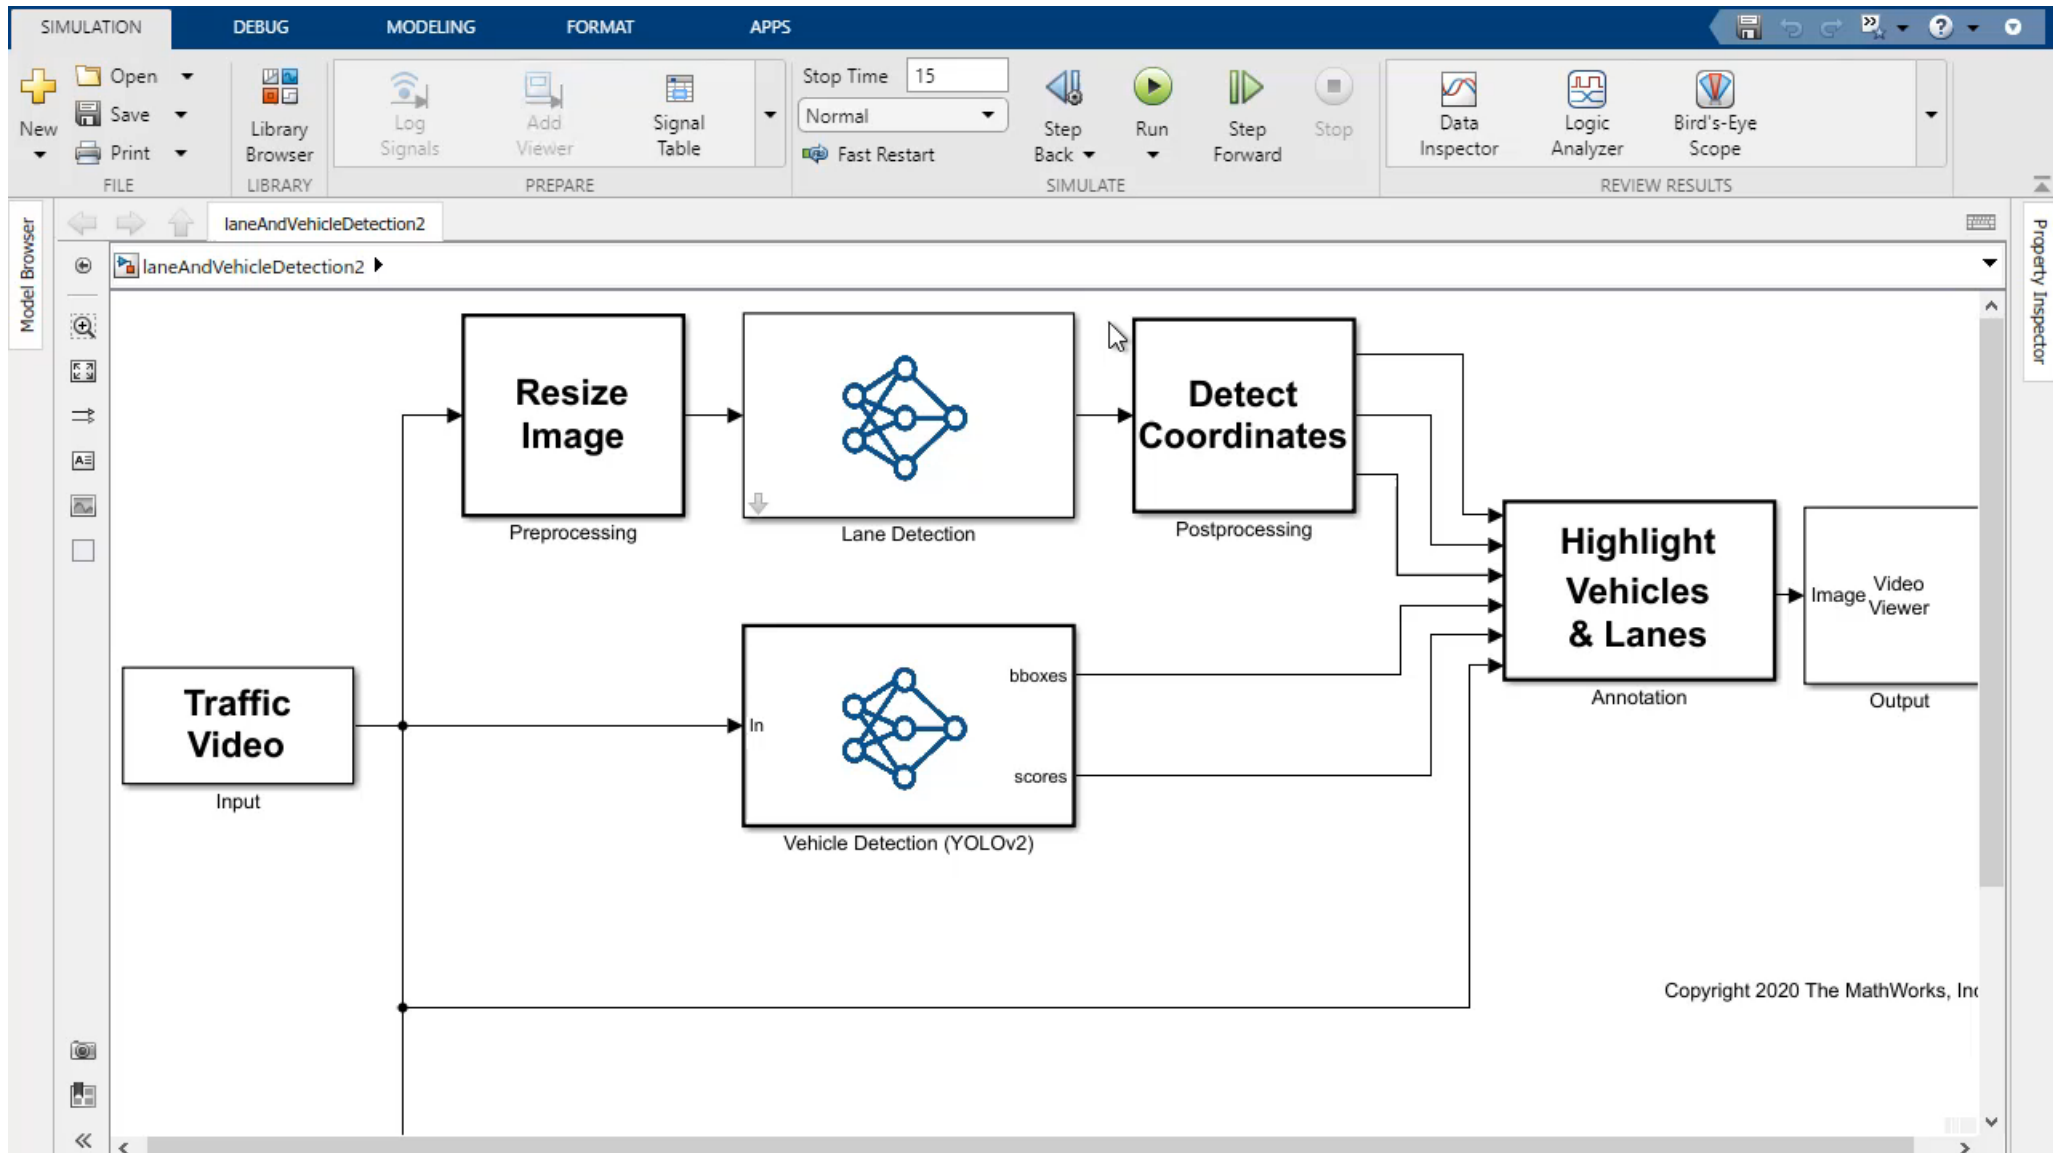 SIMULATION
DEBUG
MODELING
FORMAT
APPS
New
Open
Save
Print
FILE
Library
Browser
LIBRARY
Log
Signals
Add
Viewer
Signal
Table
PREPARE
Stop Time
15
Normal
Fast Restart
Step
Back
Run
Step
Forward
Stop
SIMULATE
Data
Inspector
Logic
Analyzer
Bird's-Eye
Scope
REVIEW RESULTS
Model Browser
laneAndVehicleDetection2
laneAndVehicleDetection2
Property Inspector
Resize
Image
Preprocessing
Lane Detection
Detect
Coordinates
Postprocessing
Traffic
Video
Input
In
bboxes
scores
Vehicle Detection (YOLOv2)
Highlight
Vehicles
& Lanes
Annotation
Image
Video
Viewer
Output
Copyright 2020 The MathWorks, Inc